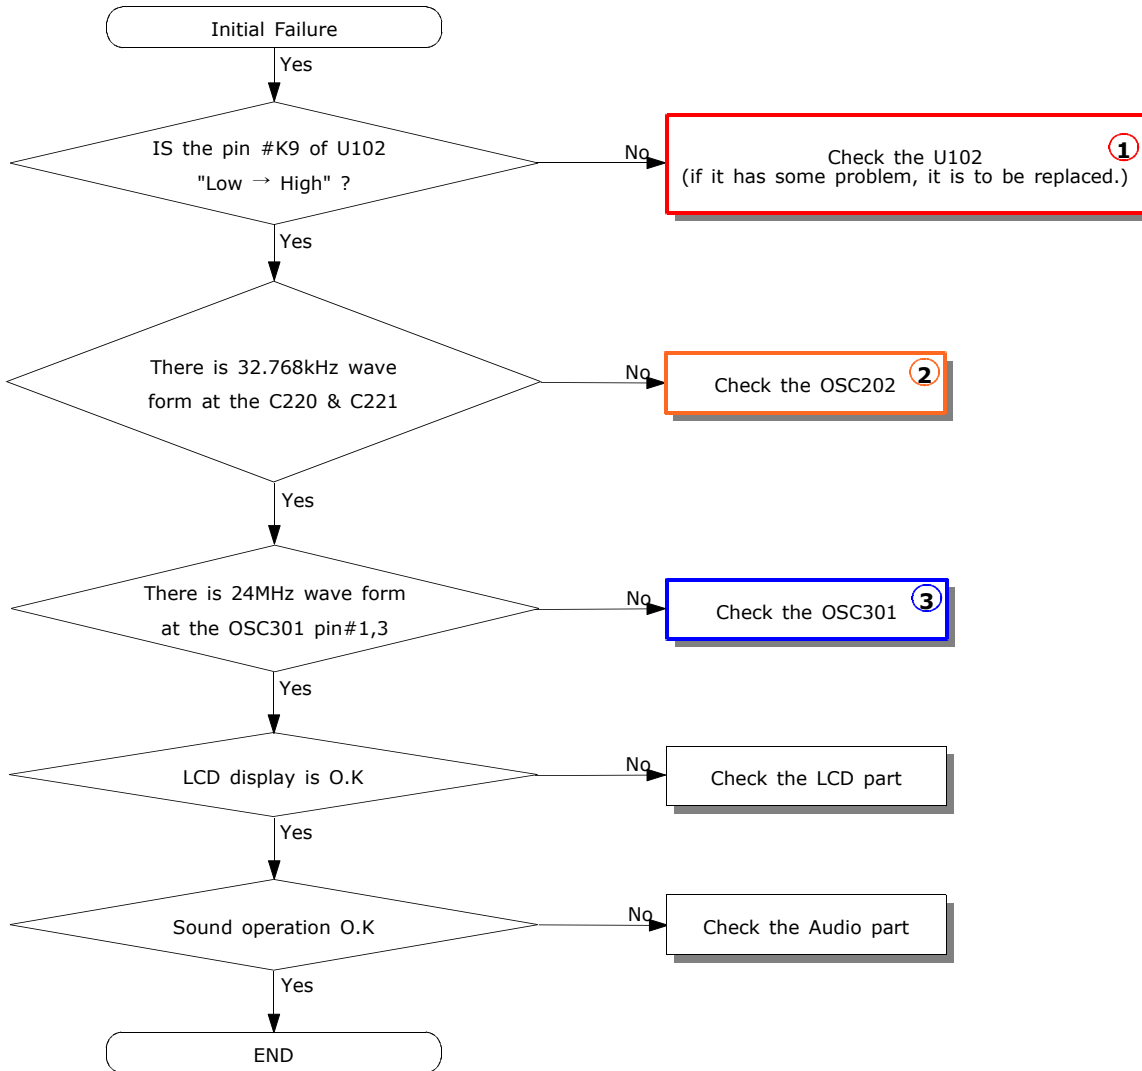 Initial Failure
Yes
IS the pin #K9 of U102
"Low → High" ?
No
Check the U102
(if it has some problem, it is to be replaced.)
1
Yes
There is 32.768kHz wave
form at the C220 & C221
No
Check the OSC202
2
Yes
There is 24MHz wave form
at the OSC301 pin#1,3
No
Check the OSC301
3
Yes
LCD display is O.K
No
Check the LCD part
Yes
Sound operation O.K
No
Check the Audio part
Yes
END